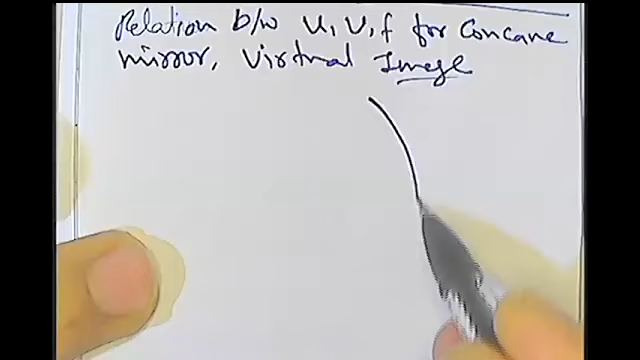 Relation b/w U, V, f for Concave
mirror, Virtual Image